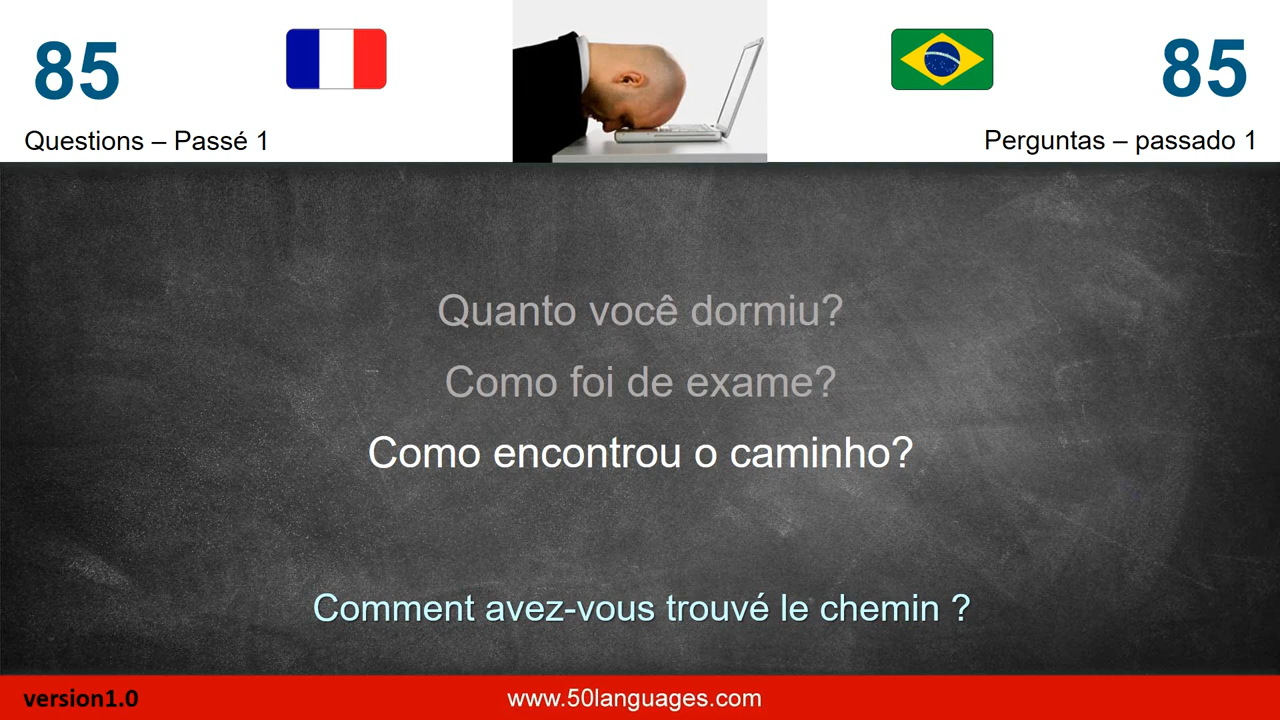 85
85
Questions – Passé 1
Perguntas – passado 1
Quanto você dormiu?
Como foi de exame?
Como encontrou o caminho?
Comment avez-vous trouvé le chemin ?
version1.0
www.50languages.com